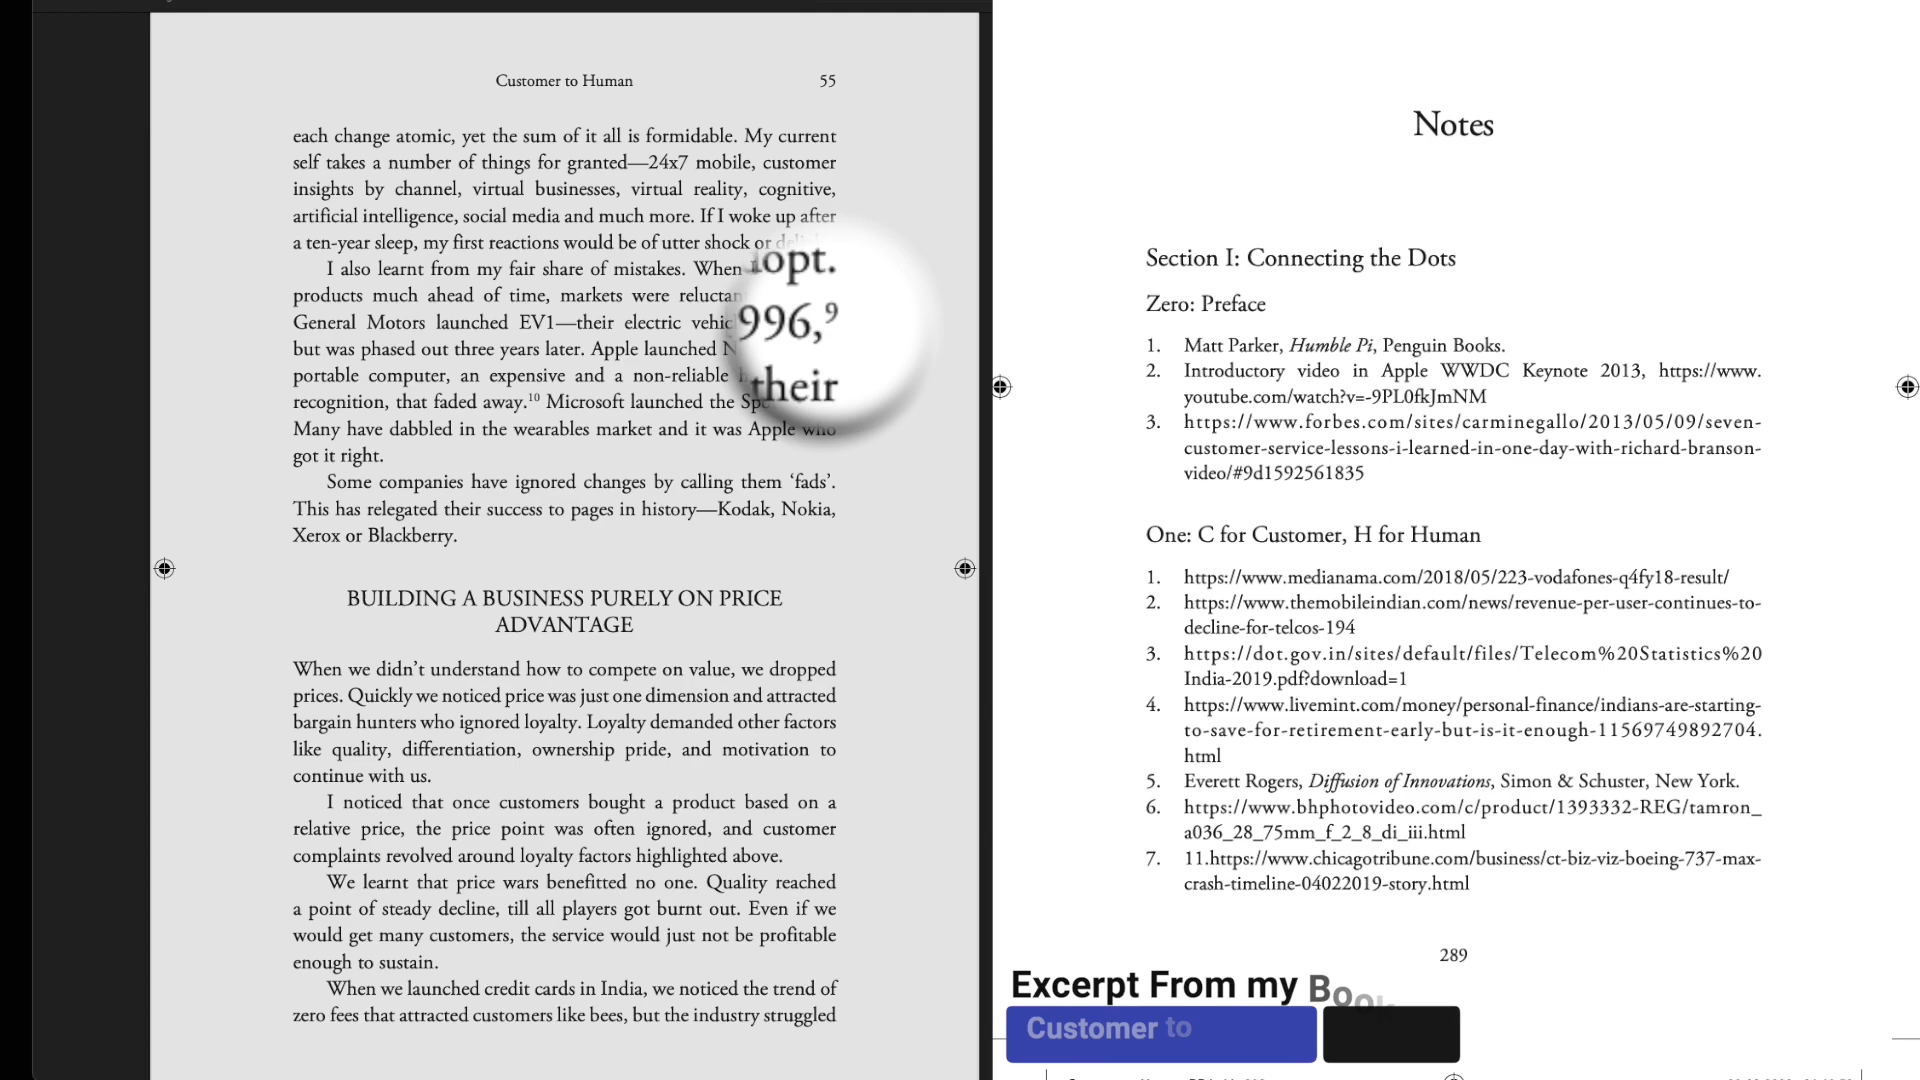 Customer to Human 55
each change atomic, yet the sum of it all is formidable. My current
self takes a number of things for granted—24x7 mobile, customer
insights by channel, virtual businesses, virtual reality, cognitive,
artificial intelligence, social media and much more. If I woke up after
a ten-year sleep, my first reactions would be of utter shock or
I also learnt from my fair share of mistakes. When
products much ahead of time, markets were
General Motors launched EV1—their electric 996,⁹
but was phased out three years later. Apple launched their
portable computer, an expensive and a non-reliable
recognition, that faded away.¹⁰ Microsoft launched the
Many have dabbled in the wearables market and it was Apple who
got it right.
Some companies have ignored changes by calling them ‘fads’.
This has relegated their success to pages in history—Kodak, Nokia,
Xerox or Blackberry.
BUILDING A BUSINESS PURELY ON PRICE
ADVANTAGE
When we didn’t understand how to compete on value, we dropped
prices. Quickly we noticed price was just one dimension and attracted
bargain hunters who ignored loyalty. Loyalty demanded other factors
like quality, differentiation, ownership pride, and motivation to
continue with us.
I noticed that once customers bought a product based on a
relative price, the price point was often ignored, and customer
complaints revolved around loyalty factors highlighted above.
We learnt that price wars benefitted no one. Quality reached
a point of steady decline, till all players got burnt out. Even if we
would get many customers, the service would just not be profitable
enough to sustain.
When we launched credit cards in India, we noticed the trend of
zero fees that attracted customers like bees, but the industry struggled
Notes
Section I: Connecting the Dots
Zero: Preface
1. Matt Parker, Humble Pi, Penguin Books.
2. Introductory video in Apple WWDC Keynote 2013, https://www.
youtube.com/watch?v=-9PL0fkJmNM
3. https://www.forbes.com/sites/carminegallo/2013/05/09/seven-
customer-service-lessons-i-learned-in-one-day-with-richard-branson-
video/#9d1592561835
One: C for Customer, H for Human
1. https://www.medianama.com/2018/05/223-vodafones-q4fy18-result/
2. https://www.themobileindian.com/news/revenue-per-user-continues-to-
decline-for-telcos-194
3. https://dot.gov.in/sites/default/files/Telecom%20Statistics%20
India-2019.pdf?download=1
4. https://www.livemint.com/money/personal-finance/indians-are-starting-
to-save-for-retirement-early-but-is-it-enough-11569749892704.
html
5. Everett Rogers, Diffusion of Innovations, Simon & Schuster, New York.
6. https://www.bhphotovideo.com/c/product/1393332-REG/tamron_
a036_28_75mm_f_2_8_di_iii.html
7. 11.https://www.chicagotribune.com/business/ct-biz-viz-boeing-737-max-
crash-timeline-04022019-story.html
289
Excerpt From my Book
Customer to